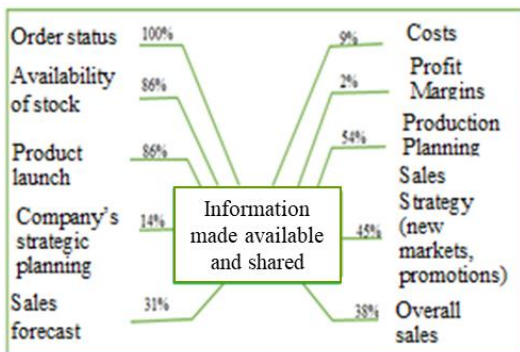 Order status
100%
Availability
of stock
86%
Product
launch
86%
Company's
strategic
planning
14%
Sales
forecast
31%
Information
made available
and shared
9%
Costs
2%
Profit
Margins
54%
Production
Planning
45%
Sales
Strategy
(new
markets,
promotions)
38%
Overall
sales